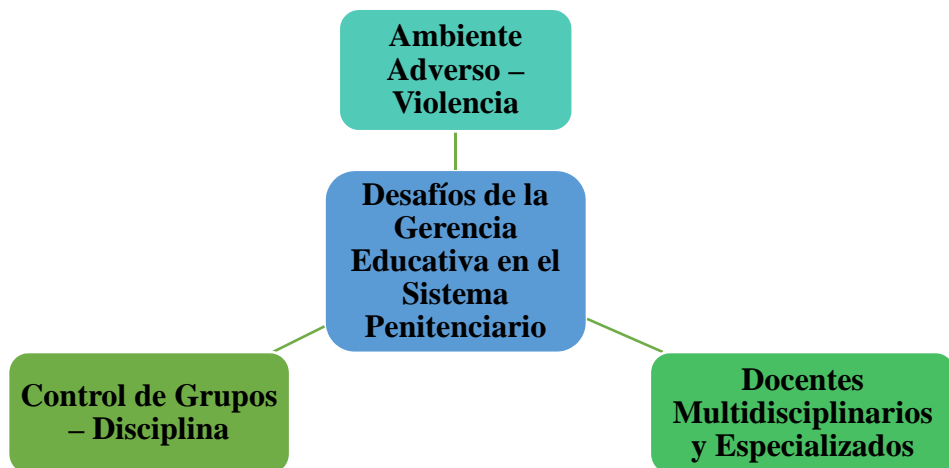 Ambiente
Adverso –
Violencia
Desafíos de la
Gerencia
Educativa en el
Sistema
Penitenciario
Control de Grupos
– Disciplina
Docentes
Multidisciplinarios
y Especializados